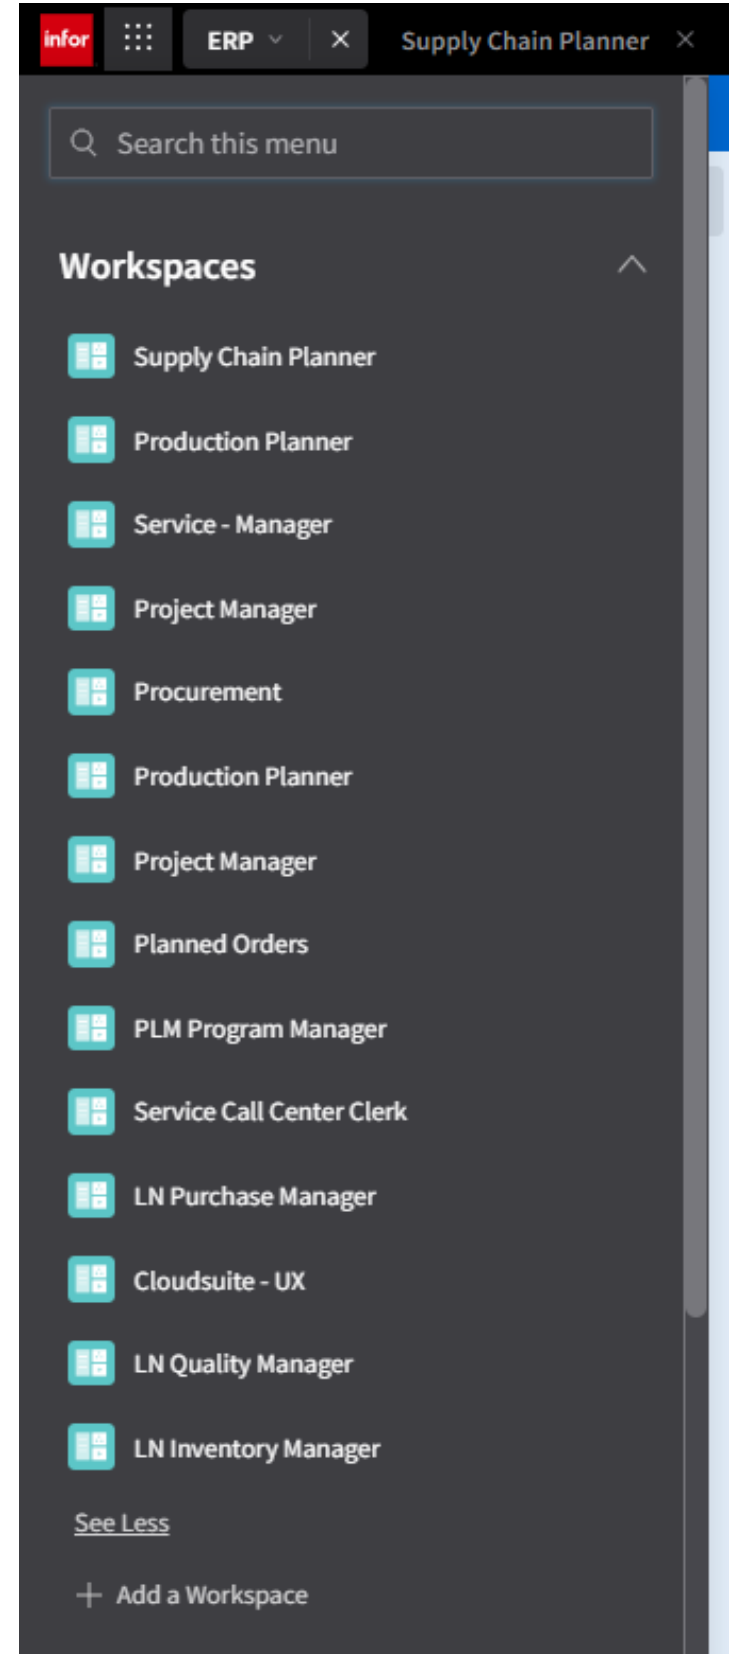 infor ERP Supply Chain Planner
Search this menu
Workspaces
Supply Chain Planner
Production Planner
Service - Manager
Project Manager
Procurement
Production Planner
Project Manager
Planned Orders
PLM Program Manager
Service Call Center Clerk
LN Purchase Manager
Cloudsuite - UX
LN Quality Manager
LN Inventory Manager
See Less
Add a Workspace